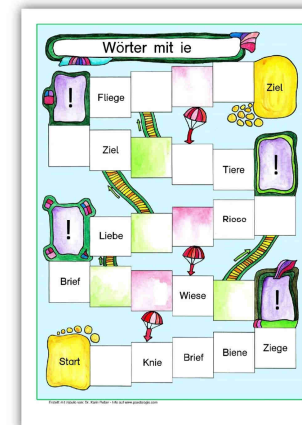 Wörter mit ie
! Fliege Ziel
Ziel Tiere !
! Liebe Riese
Brief Wiese !
Start Knie Brief Biene Ziege